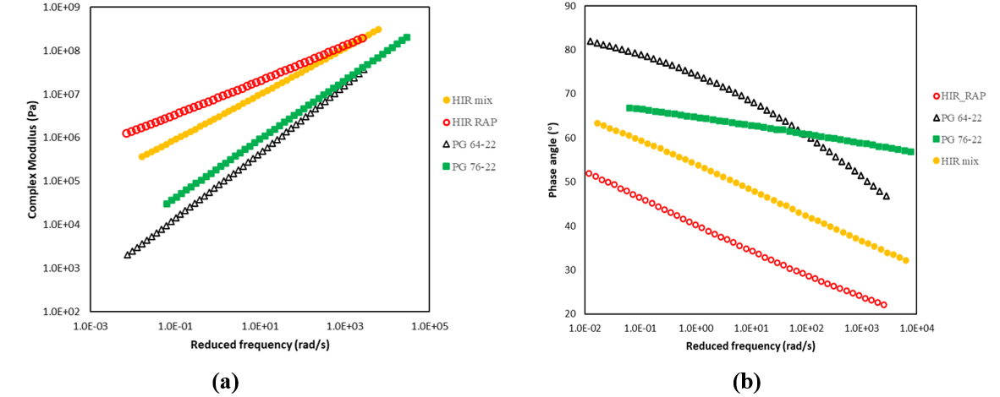 1.0E+09
1.0E+08
1.0E+07
1.0E+06
1.0E+05
1.0E+04
1.0E+03
1.0E+02
Complex Modulus (Pa)
1.0E-03
1.0E-01
1.0E+01
1.0E+03
1.0E+05
Reduced frequency (rad/s)
HIR mix
HIR RAP
PG 64-22
PG 76-22
(a)
90
80
70
60
50
40
30
20
Phase angle (°)
1.0E-02
1.0E-01
1.0E+00
1.0E+01
1.0E+02
1.0E+03
1.0E+04
Reduced frequency (rad/s)
HIR_RAP
PG 64-22
PG 76-22
HIR mix
(b)